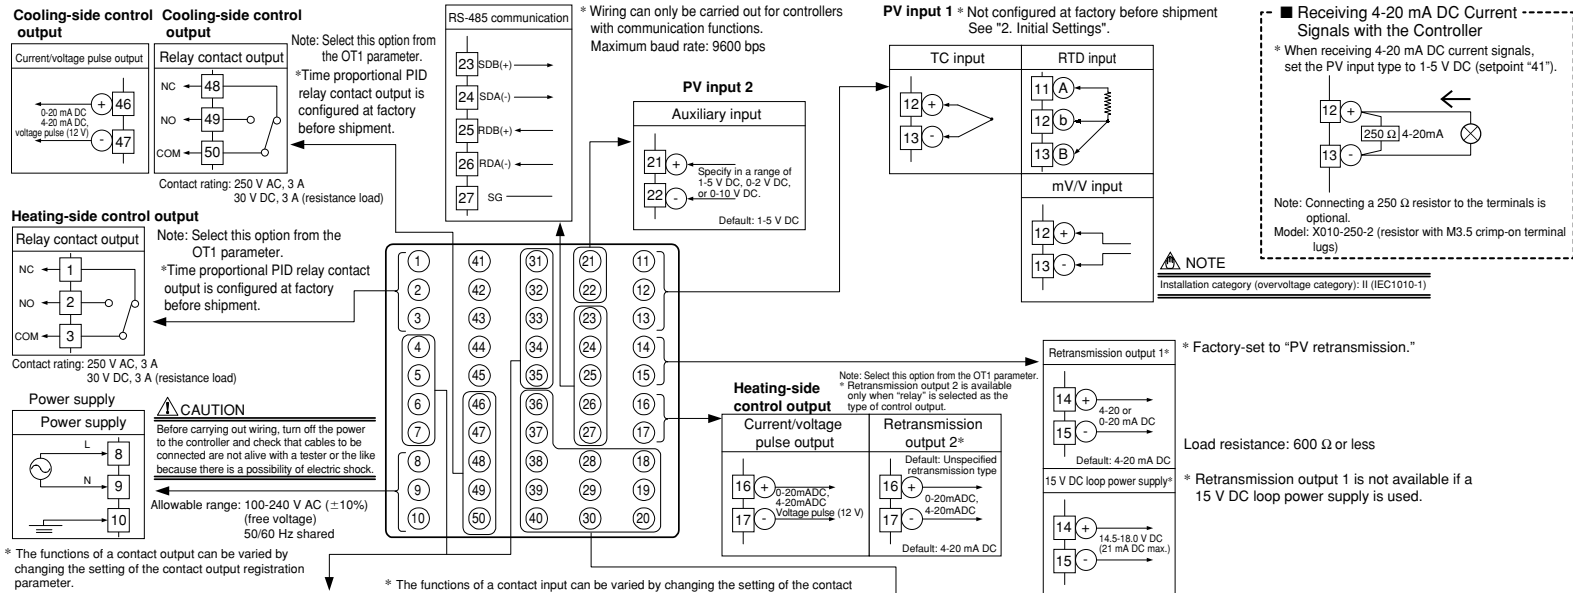 Cooling-side control
output
Current/voltage pulse output
+
46
0-20 mA DC
4-20 mA DC,
voltage pulse (12 V)
-
47
Cooling-side control
output
Relay contact output
NC
48
NO
49
COM
50
Note: Select this option from
the OT1 parameter.
*Time proportional PID
relay contact output is
configured at factory
before shipment.
Contact rating: 250 V AC, 3 A
30 V DC, 3 A (resistance load)
Heating-side control output
Relay contact output
NC
1
NO
2
COM
3
Note: Select this option from the
OT1 parameter.
*Time proportional PID relay contact
output is configured at factory
before shipment.
Contact rating: 250 V AC, 3 A
30 V DC, 3 A (resistance load)
Power supply
Power supply
L
8
N
9
10
CAUTION
Before carrying out wiring, turn off the power
to the controller and check that cables to be
connected are not alive with a tester or the like
because there is a possibility of electric shock.
Allowable range: 100-240 V AC (±10%)
(free voltage)
50/60 Hz shared
* The functions of a contact output can be varied by
changing the setting of the contact output registration
parameter.
RS-485 communication
23 SDB(+)
24 SDA(-)
25 RDB(+)
26 RDA(-)
27 SG
* Wiring can only be carried out for controllers
with communication functions.
Maximum baud rate: 9600 bps
PV input 2
Auxiliary input
21 +
22 -
Specify in a range of
1-5 V DC, 0-2 V DC,
or 0-10 V DC.
Default: 1-5 V DC
1 41 31 21 11
2 42 32 22 12
3 43 33 23 13
4 44 34 24 14
5 45 35 25 15
6 46 36 26 16
7 47 37 27 17
8 48 38 28 18
9 49 39 29 19
10 50 40 30 20
* The functions of a contact input can be varied by changing the setting of the contact
PV input 1 * Not configured at factory before shipment
See "2. Initial Settings".
TC input
12 +
13 -
RTD input
11 A
12 b
13 B
mV/V input
12 +
13 -
NOTE
Installation category (overvoltage category): II (IEC1010-1)
■ Receiving 4-20 mA DC Current
Signals with the Controller
* When receiving 4-20 mA DC current signals,
set the PV input type to 1-5 V DC (setpoint “41”).
12 +
250 Ω 4-20mA
13 -
Note: Connecting a 250 Ω resistor to the terminals is
optional.
Model: X010-250-2 (resistor with M3.5 crimp-on terminal
lugs)
Heating-side
control output
Note: Select this option from the OT1 parameter.
* Retransmission output 2 is available
only when "relay" is selected as the
type of control output.
Current/voltage
pulse output
16 +
17 -
0-20mADC,
4-20mADC
Voltage pulse (12 V)
Retransmission
output 2*
Default: Unspecified
retransmission type
16 +
17 -
0-20mADC,
4-20mADC
Default: 4-20 mA DC
Retransmission output 1*
14 +
15 -
4-20 or
0-20 mA DC
Default: 4-20 mA DC
15 V DC loop power supply*
14 +
15 -
14.5-18.0 V DC
(21 mA DC max.)
* Factory-set to “PV retransmission.”
Load resistance: 600 Ω or less
* Retransmission output 1 is not available if a
15 V DC loop power supply is used.